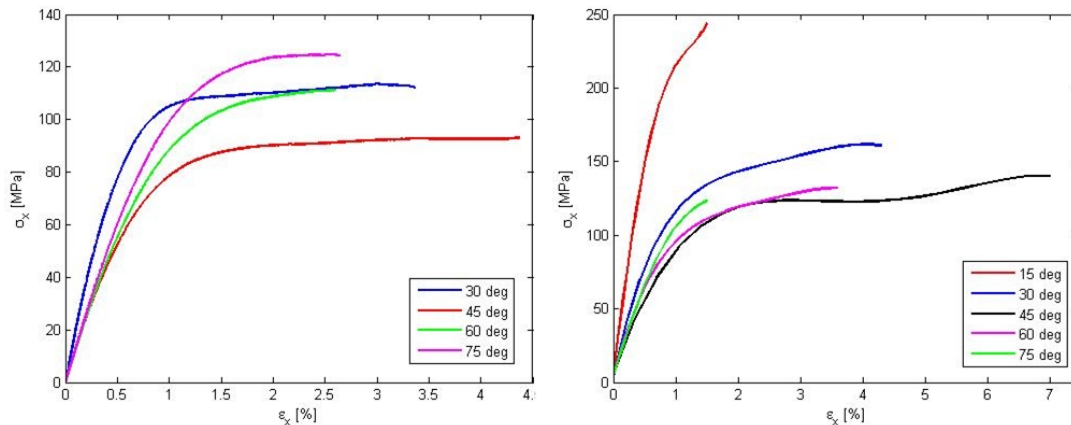 140
120
100
80
60
40
20
0
σx [MPa]
0 0.5 1 1.5 2 2.5 3 3.5 4 4.5
εx [%]
30 deg
45 deg
60 deg
75 deg
250
200
150
100
50
0
σx [MPa]
0 1 2 3 4 5 6 7
εx [%]
15 deg
30 deg
45 deg
60 deg
75 deg